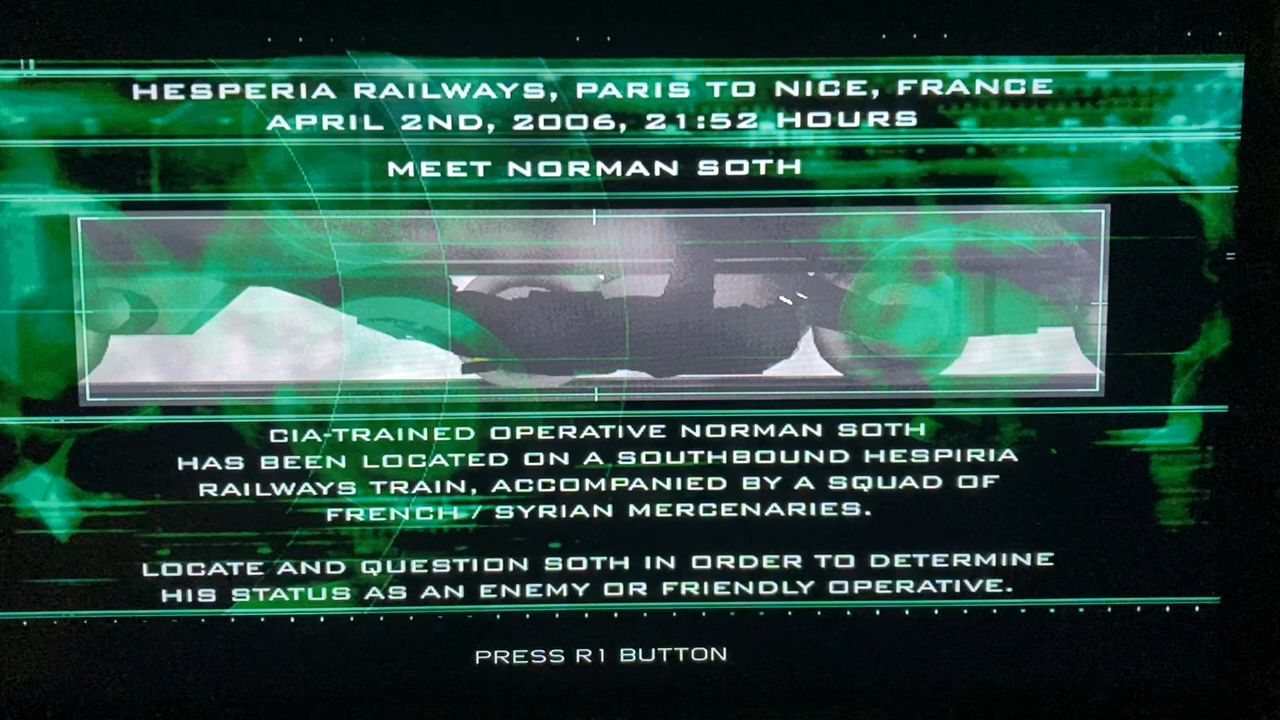 HESPERIA RAILWAYS, PARIS TO NICE, FRANCE
APRIL 2ND, 2006, 21:52 HOURS
MEET NORMAN SOTH
CIA-TRAINED OPERATIVE NORMAN SOTH
HAS BEEN LOCATED ON A SOUTHBOUND HESPIRIA
RAILWAYS TRAIN, ACCOMPANIED BY A SQUAD OF
FRENCH / SYRIAN MERCENARIES.
LOCATE AND QUESTION SOTH IN ORDER TO DETERMINE
HIS STATUS AS AN ENEMY OR FRIENDLY OPERATIVE.
PRESS R1 BUTTON